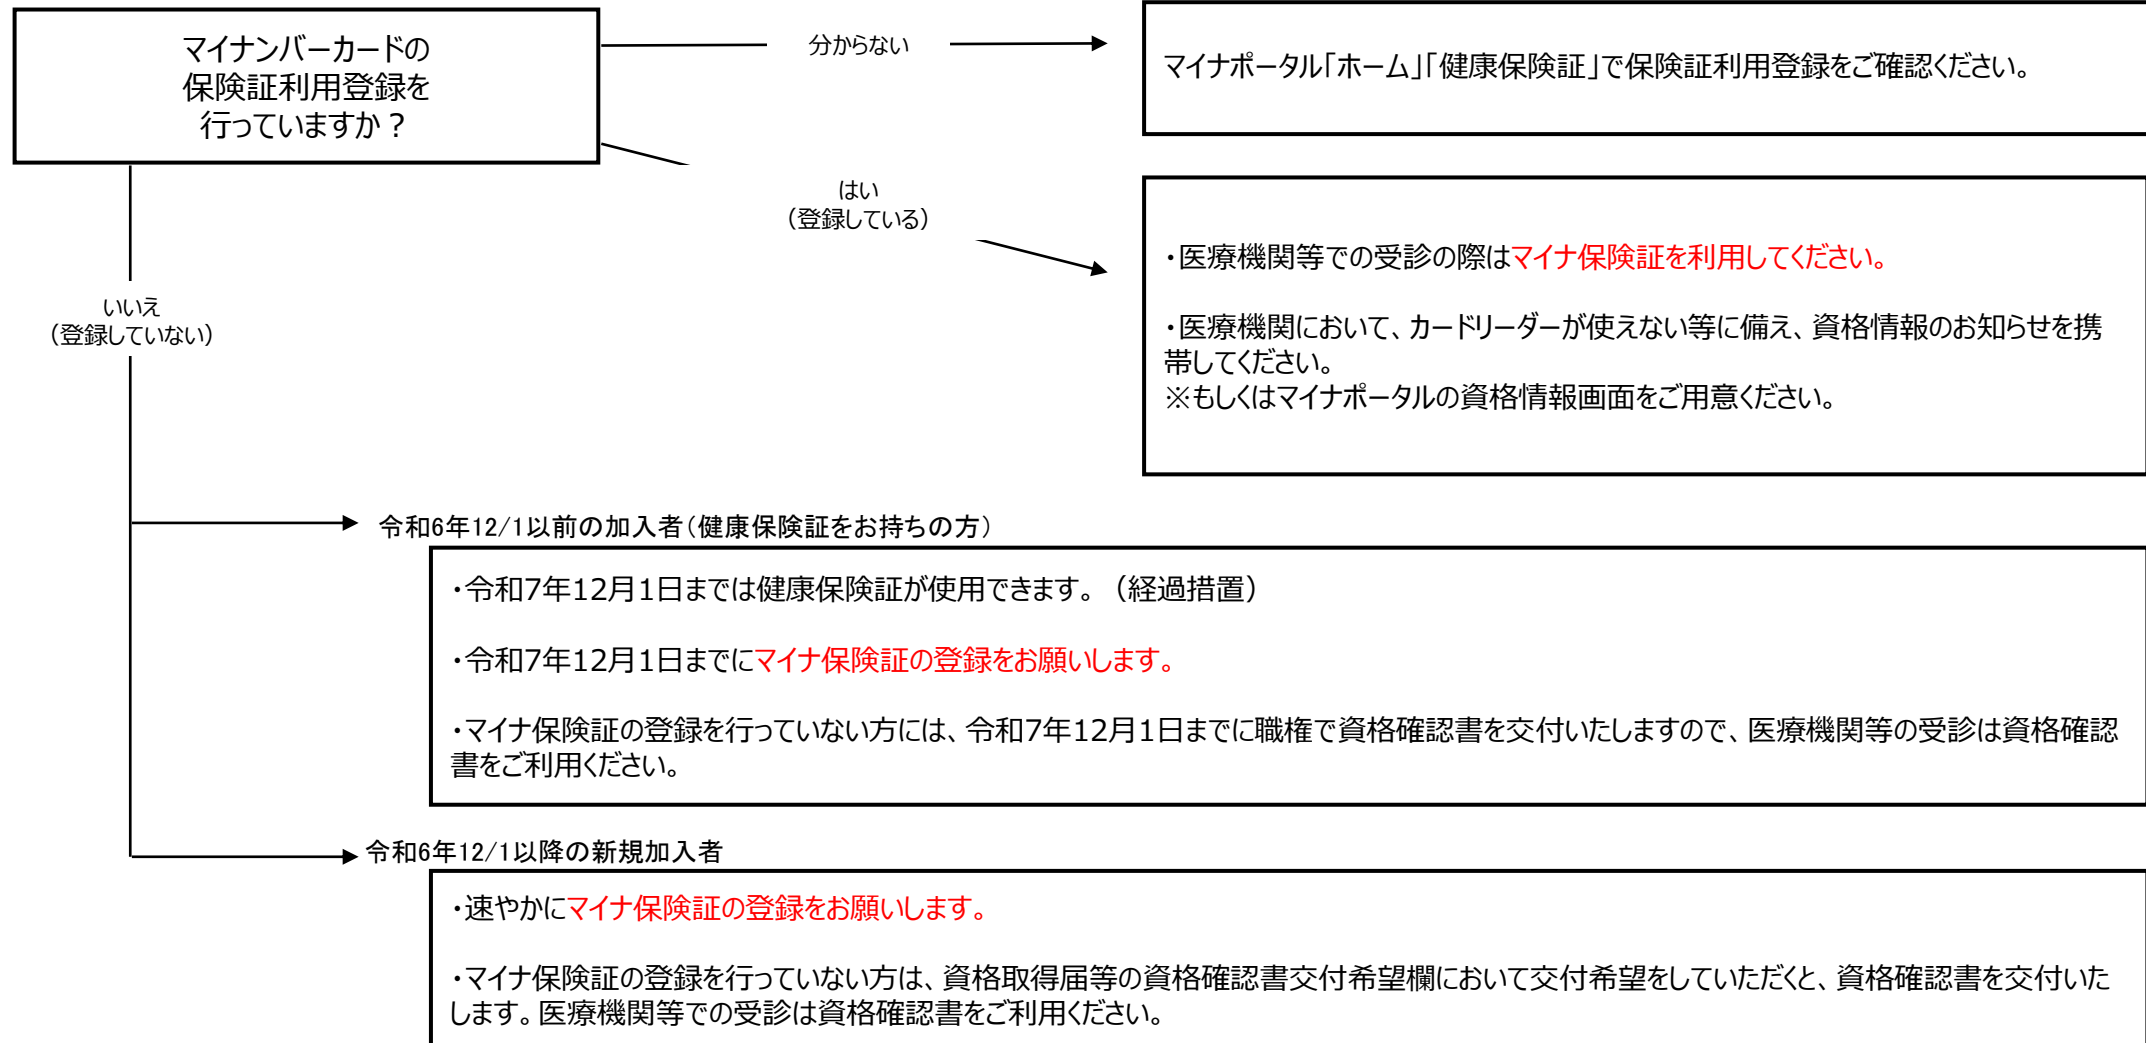 マイナンバーカードの
保険証利用登録を
行っていますか？
分からない
マイナポータル「ホーム」「健康保険証」で保険証利用登録をご確認ください。
はい
（登録している）
・医療機関等での受診の際はマイナ保険証を利用してください。
・医療機関において、カードリーダーが使えない等に備え、資格情報のお知らせを携
帯してください。
※もしくはマイナポータルの資格情報画面をご用意ください。
いいえ
（登録していない）
令和6年12/1以前の加入者（健康保険証をお持ちの方）
・令和7年12月1日までは健康保険証が使用できます。（経過措置）
・令和7年12月1日までにマイナ保険証の登録をお願いします。
・マイナ保険証の登録を行っていない方には、令和7年12月1日までに職権で資格確認書を交付いたしますので、医療機関等の受診は資格確認
書をご利用ください。
令和6年12/1以降の新規加入者
・速やかにマイナ保険証の登録をお願いします。
・マイナ保険証の登録を行っていない方は、資格取得届等の資格確認書交付希望欄において交付希望をしていただくと、資格確認書を交付いた
します。医療機関等での受診は資格確認書をご利用ください。